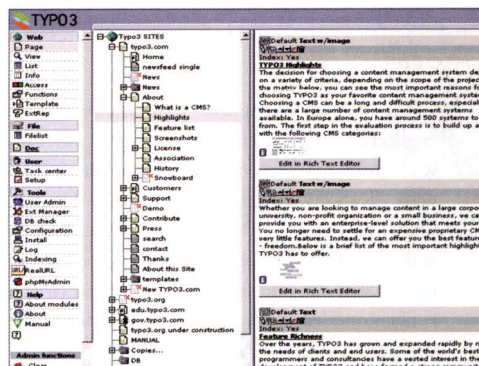 TYPO3
Web
Page
View
List
Info
Access
Functions
Template
ExtRep
File
Filelist
Doc
User
Task center
Setup
Tools
User Admin
Ext Manager
DB check
Configuration
Install
Log
Indexing
URL/RealURL
phpMyAdmin
Help
About modules
About
Manual
Admin functions
Clear
Typo3 SITES
typo3.com
Home
newsfeed single
News
News
About
What is a CMS?
Highlights
Feature list
Screenshots
License
Association
History
Snowboard
Customers
Support
Demo
Contribute
Press
search
contact
Thanks
About this Site
templates
New TYPO3.com
typo3.org
edu.typo3.com
gov.typo3.com
typo3.org under construction
MANUAL
Copies...
DB
Default Text w/image
Index: Yes
TYPO3 Highlights
The decision for choosing a content management system de
on a variety of criteria, depending on the scope of the projec
the matrix below, you can see the most important reasons fo
choosing TYPO3 as your favorite content management syste
Choosing a CMS can be a long and difficult process, especial
there are a large number of content management systems
available. In Europe alone, you have around 500 systems to
from. The first step in the evaluation process is to build up a
with the following CMS categories:
Edit in Rich Text Editor
Default Text w/image
Index: Yes
Whether you are looking to manage content in a large corpo
university, non-profit organization or a small business, we ca
provide you with an enterprise-level solution that meets your
You no longer need to settle for an expensive proprietary CM
very little features. Instead, we can offer you the best featur
- freedom.below is a brief list of the most important highligh
TYPO3 has to offer.
Edit in Rich Text Editor
Default Text
Index: Yes
Feature Richness
Over the years, TYPO3 has grown and expanded rapidly by n
the needs of clients and end users. Some of the world's best
programmers and consultancies have a vested interest in the